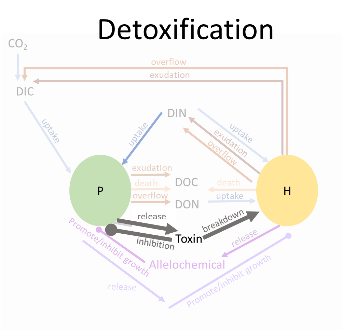 Detoxification
CO2
overflow
exudation
DIC
DIN
uptake
uptake
uptake
exudation
overflow
exudation
death
overflow
DOC
DON
death
uptake
P
H
release
inhibition
Toxin
breakdown
release
Promote/inhibit growth
Allelochemical
release
Promote/inhibit growth